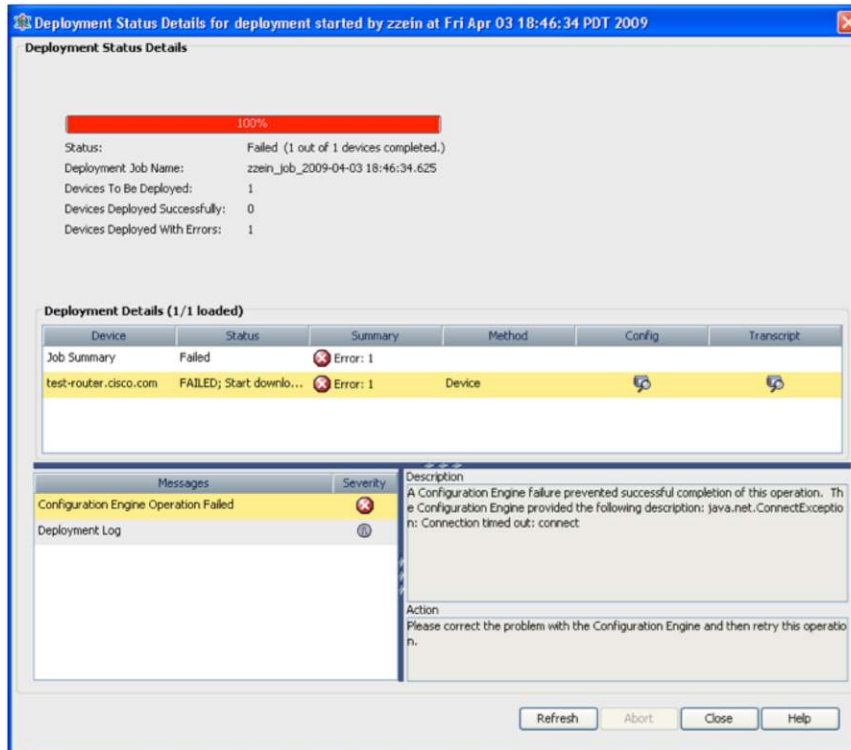 Deployment Status Details for deployment started by zzein at Fri Apr 03 18:46:34 PDT 2009
Deployment Status Details
100%
Status: Failed (1 out of 1 devices completed.)
Deployment Job Name: zzein_job_2009-04-03 18:46:34.625
Devices To Be Deployed: 1
Devices Deployed Successfully: 0
Devices Deployed With Errors: 1
Deployment Details (1/1 loaded)
Device Status Summary Method Config Transcript
Job Summary Failed Error: 1
test-router.cisco.com FAILED; Start downlo... Error: 1 Device
Messages Severity
Configuration Engine Operation Failed
Deployment Log
Description
A Configuration Engine failure prevented successful completion of this operation. Th
e Configuration Engine provided the following description: java.net.ConnectExceptio
n: Connection timed out: connect
Action
Please correct the problem with the Configuration Engine and then retry this operatio
n.
Refresh Abort Close Help